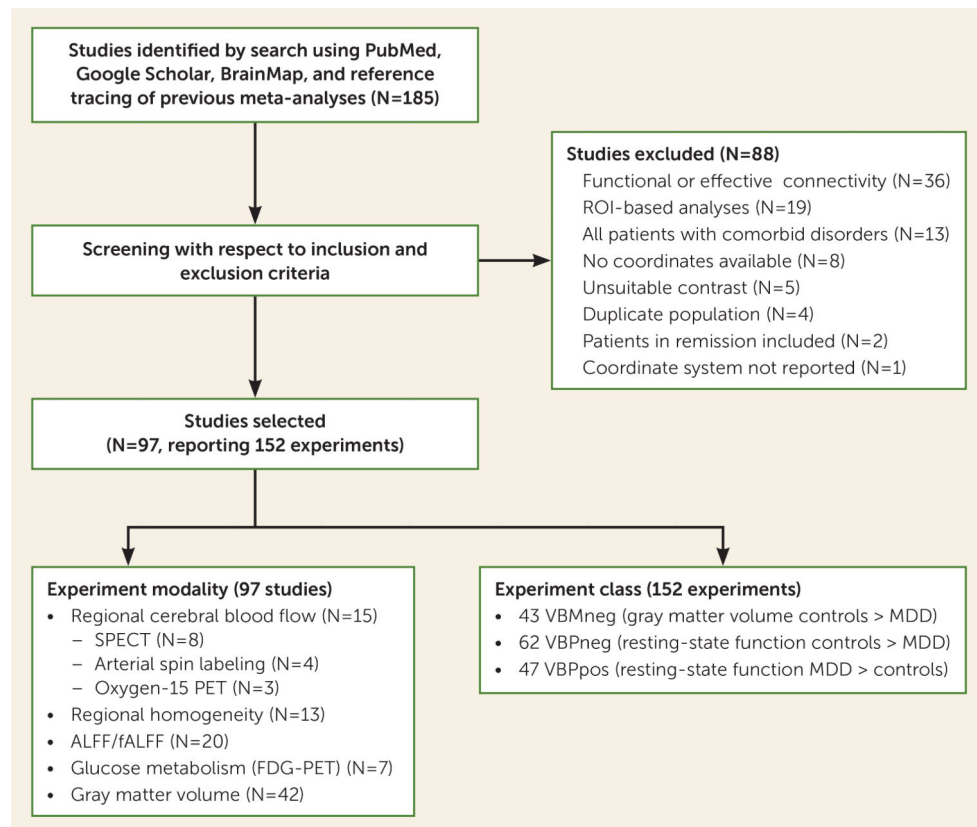 Studies identified by search using PubMed,
Google Scholar, BrainMap, and reference
tracing of previous meta-analyses (N=185)
Studies excluded (N=88)
Functional or effective connectivity (N=36)
ROI-based analyses (N=19)
All patients with comorbid disorders (N=13)
No coordinates available (N=8)
Unsuitable contrast (N=5)
Duplicate population (N=4)
Patients in remission included (N=2)
Coordinate system not reported (N=1)
Screening with respect to inclusion and
exclusion criteria
Studies selected
(N=97, reporting 152 experiments)
Experiment modality (97 studies)
• Regional cerebral blood flow (N=15)
– SPECT (N=8)
– Arterial spin labeling (N=4)
– Oxygen-15 PET (N=3)
• Regional homogeneity (N=13)
• ALFF/fALFF (N=20)
• Glucose metabolism (FDG-PET) (N=7)
• Gray matter volume (N=42)
Experiment class (152 experiments)
• 43 VBMneg (gray matter volume controls > MDD)
• 62 VBPneg (resting-state function controls > MDD)
• 47 VBPpos (resting-state function MDD > controls)